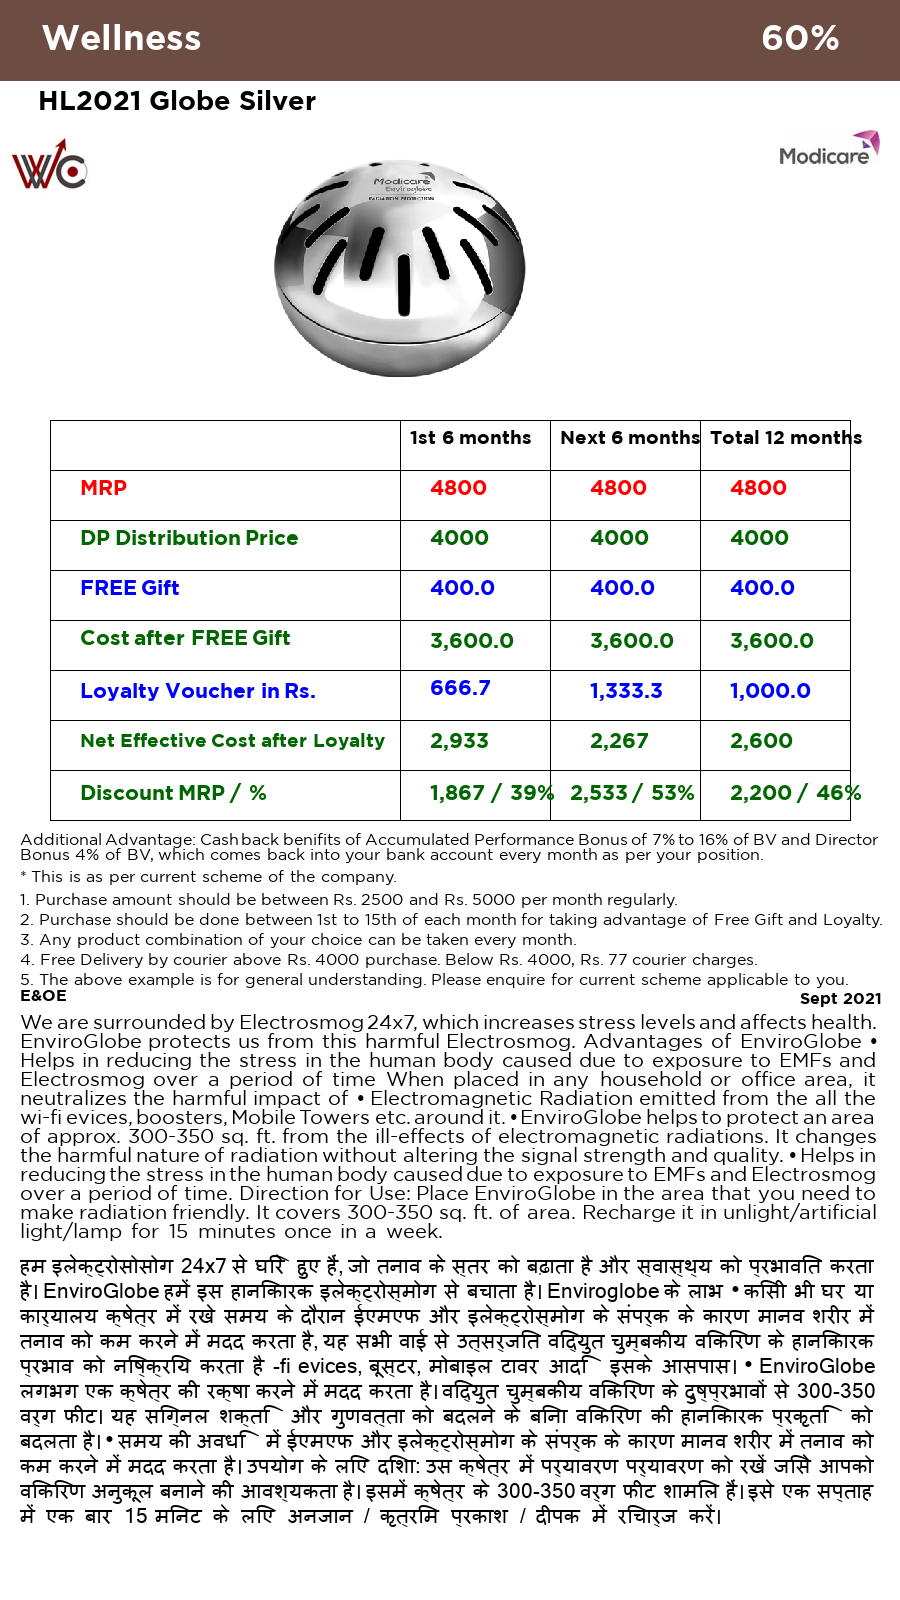 Wellness 60%
HL2021 Globe Silver
WC
Modicare
Modicare
Enviroglobe
RADIATION PROTECTION
1st 6 months Next 6 months Total 12 months
MRP 4800 4800 4800
DP Distribution Price 4000 4000 4000
FREE Gift 400.0 400.0 400.0
Cost after FREE Gift 3,600.0 3,600.0 3,600.0
Loyalty Voucher in Rs. 666.7 1,333.3 1,000.0
Net Effective Cost after Loyalty 2,933 2,267 2,600
Discount MRP / % 1,867 / 39% 2,533 / 53% 2,200 / 46%
Additional Advantage: Cash back benifits of Accumulated Performance Bonus of 7% to 16% of BV and Director
Bonus 4% of BV, which comes back into your bank account every month as per your position.
* This is as per current scheme of the company.
1. Purchase amount should be between Rs. 2500 and Rs. 5000 per month regularly.
2. Purchase should be done between 1st to 15th of each month for taking advantage of Free Gift and Loyalty.
3. Any product combination of your choice can be taken every month.
4. Free Delivery by courier above Rs. 4000 purchase. Below Rs. 4000, Rs. 77 courier charges.
5. The above example is for general understanding. Please enquire for current scheme applicable to you.
E&OE Sept 2021
We are surrounded by Electrosmog 24x7, which increases stress levels and affects health.
EnviroGlobe protects us from this harmful Electrosmog. Advantages of EnviroGlobe •
Helps in reducing the stress in the human body caused due to exposure to EMFs and
Electrosmog over a period of time When placed in any household or office area, it
neutralizes the harmful impact of • Electromagnetic Radiation emitted from the all the
wi-fi evices, boosters, Mobile Towers etc. around it. • EnviroGlobe helps to protect an area
of approx. 300-350 sq. ft. from the ill-effects of electromagnetic radiations. It changes
the harmful nature of radiation without altering the signal strength and quality. • Helps in
reducing the stress in the human body caused due to exposure to EMFs and Electrosmog
over a period of time. Direction for Use: Place EnviroGlobe in the area that you need to
make radiation friendly. It covers 300-350 sq. ft. of area. Recharge it in unlight/artificial
light/lamp for 15 minutes once in a week.
हम इलेक्ट्रोसोसोग 24x7 से घिरे हुए हैं, जो तनाव के स्तर को बढ़ाता है और स्वास्थ्य को प्रभावित करता
है। EnviroGlobe हमें इस हानिकारक इलेक्ट्रोस्मोग से बचाता है। Enviroglobe के लाभ • किसी भी घर या
कार्यालय क्षेत्र में रखे समय के दौरान ईएमएफ और इलेक्ट्रोस्मोग के संपर्क के कारण मानव शरीर में
तनाव को कम करने में मदद करता है, यह सभी वाई से उत्सर्जित विद्युत चुम्बकीय विकिरण के हानिकारक
प्रभाव को निष्क्रिय करता है -fi evices, बूस्टर, मोबाइल टावर आदि इसके आसपास। • EnviroGlobe
लगभग एक क्षेत्र की रक्षा करने में मदद करता है। विद्युत चुम्बकीय विकिरण के दुष्प्रभावों से 300-350
वर्ग फीट। यह सिग्नल शक्ति और गुणवत्ता को बदलने के बिना विकिरण की हानिकारक प्रकृति को
बदलता है। • समय की अवधि में ईएमएफ और इलेक्ट्रोस्मोग के संपर्क के कारण मानव शरीर में तनाव को
कम करने में मदद करता है। उपयोग के लिए दिशा: उस क्षेत्र में पर्यावरण पर्यावरण को रखें जिसे आपको
विकिरण अनुकूल बनाने की आवश्यकता है। इसमें क्षेत्र के 300-350 वर्ग फीट शामिल हैं। इसे एक सप्ताह
में एक बार 15 मिनट के लिए अनजान / कृत्रिम प्रकाश / दीपक में रिचार्ज करें।